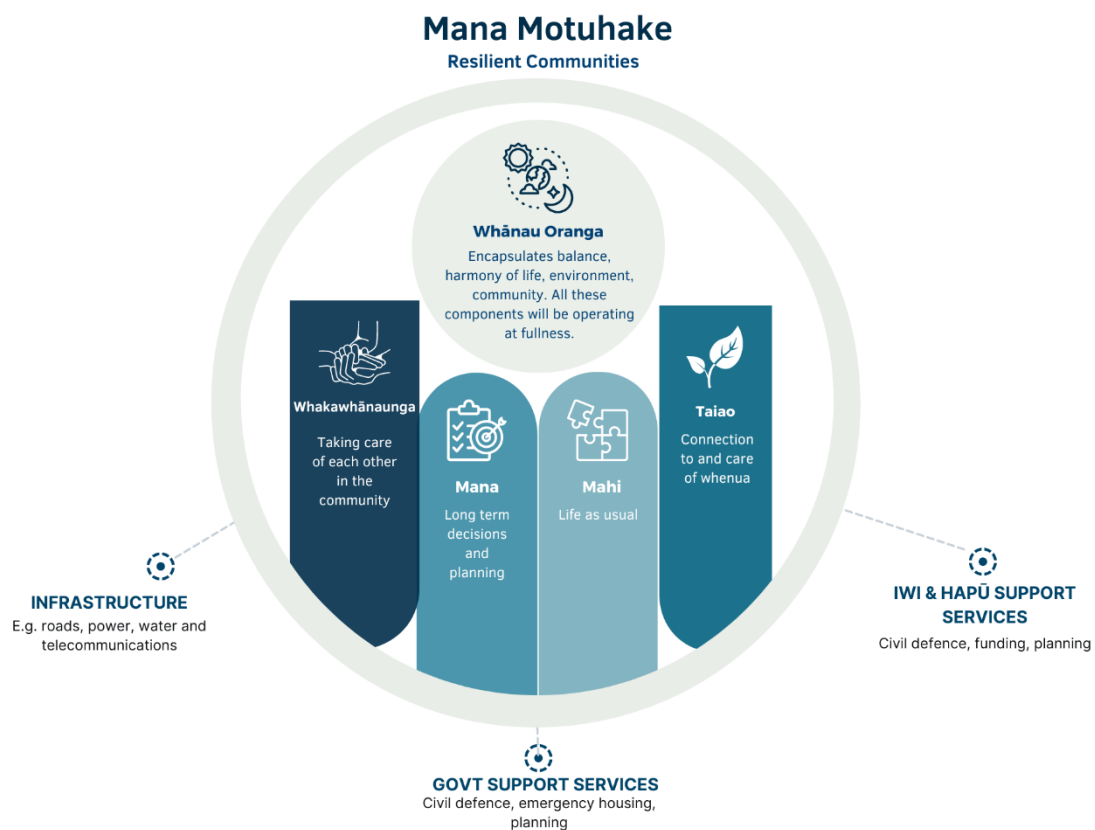 Mana Motuhake
Resilient Communities
Whānau Oranga
Encapsulates balance,
harmony of life, environment,
community. All these
components will be operating
at fullness.
Whakawhānaunga
Taking care
of each other
in the
community
Mana
Long term
decisions
and
planning
Mahi
Life as usual
Taiao
Connection
to and care
of whenua
INFRASTRUCTURE
E.g. roads, power, water and
telecommunications
IWI & HAPŪ SUPPORT
SERVICES
Civil defence, funding, planning
GOVT SUPPORT SERVICES
Civil defence, emergency housing,
planning